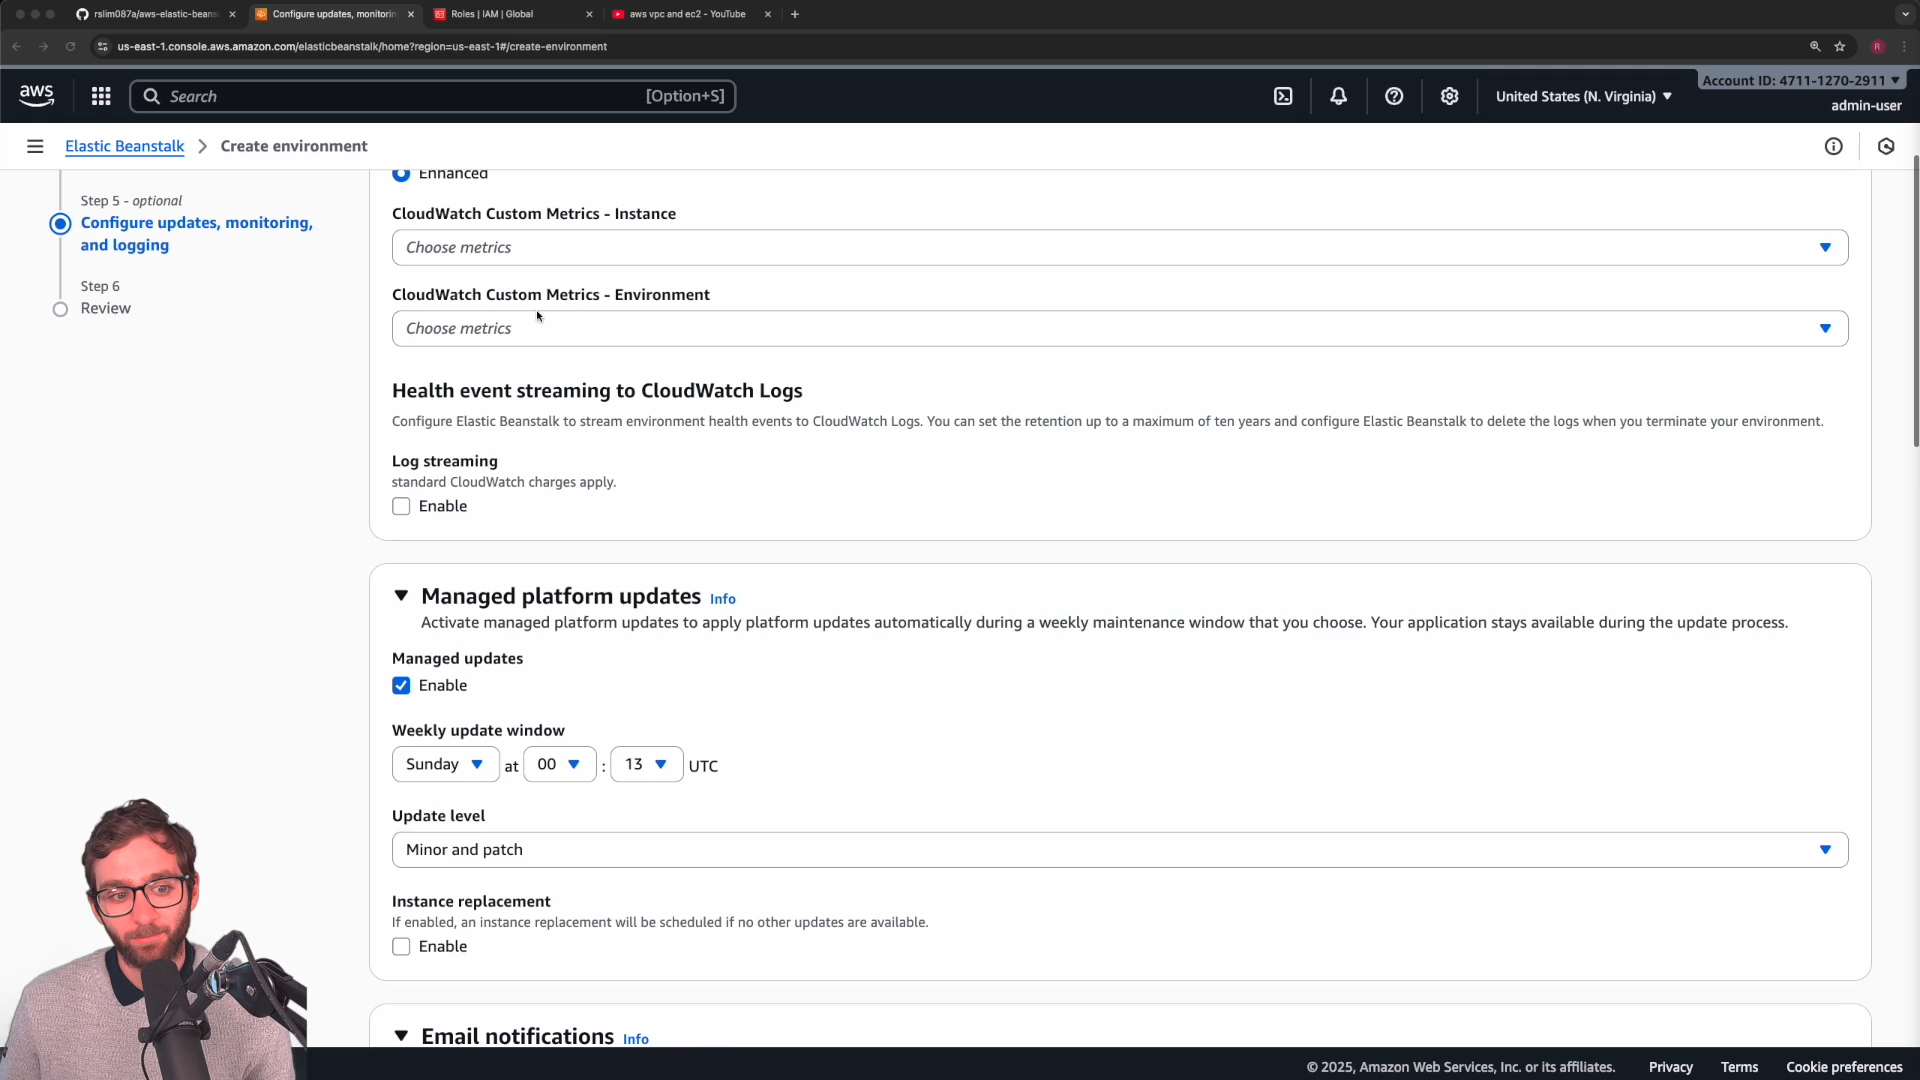 rslim087a/aws-elastic-beans
Configure updates, monitorin
Roles | IAM | Global
aws vpc and ec2 - YouTube
us-east-1.console.aws.amazon.com/elasticbeanstalk/home?region=us-east-1#/create-environment
R
aws
Search
[Option+S]
United States (N. Virginia)
Account ID: 4711-1270-2911
admin-user
Elastic Beanstalk
Create environment
Step 5 - optional
Configure updates, monitoring,
and logging
Step 6
Review
Enhanced
CloudWatch Custom Metrics - Instance
Choose metrics
CloudWatch Custom Metrics - Environment
Choose metrics
Health event streaming to CloudWatch Logs
Configure Elastic Beanstalk to stream environment health events to CloudWatch Logs. You can set the retention up to a maximum of ten years and configure Elastic Beanstalk to delete the logs when you terminate your environment.
Log streaming
standard CloudWatch charges apply.
Enable
Managed platform updates Info
Activate managed platform updates to apply platform updates automatically during a weekly maintenance window that you choose. Your application stays available during the update process.
Managed updates
Enable
Weekly update window
Sunday at 00 : 13 UTC
Update level
Minor and patch
Instance replacement
If enabled, an instance replacement will be scheduled if no other updates are available.
Enable
Email notifications Info
© 2025, Amazon Web Services, Inc. or its affiliates.
Privacy
Terms
Cookie preferences